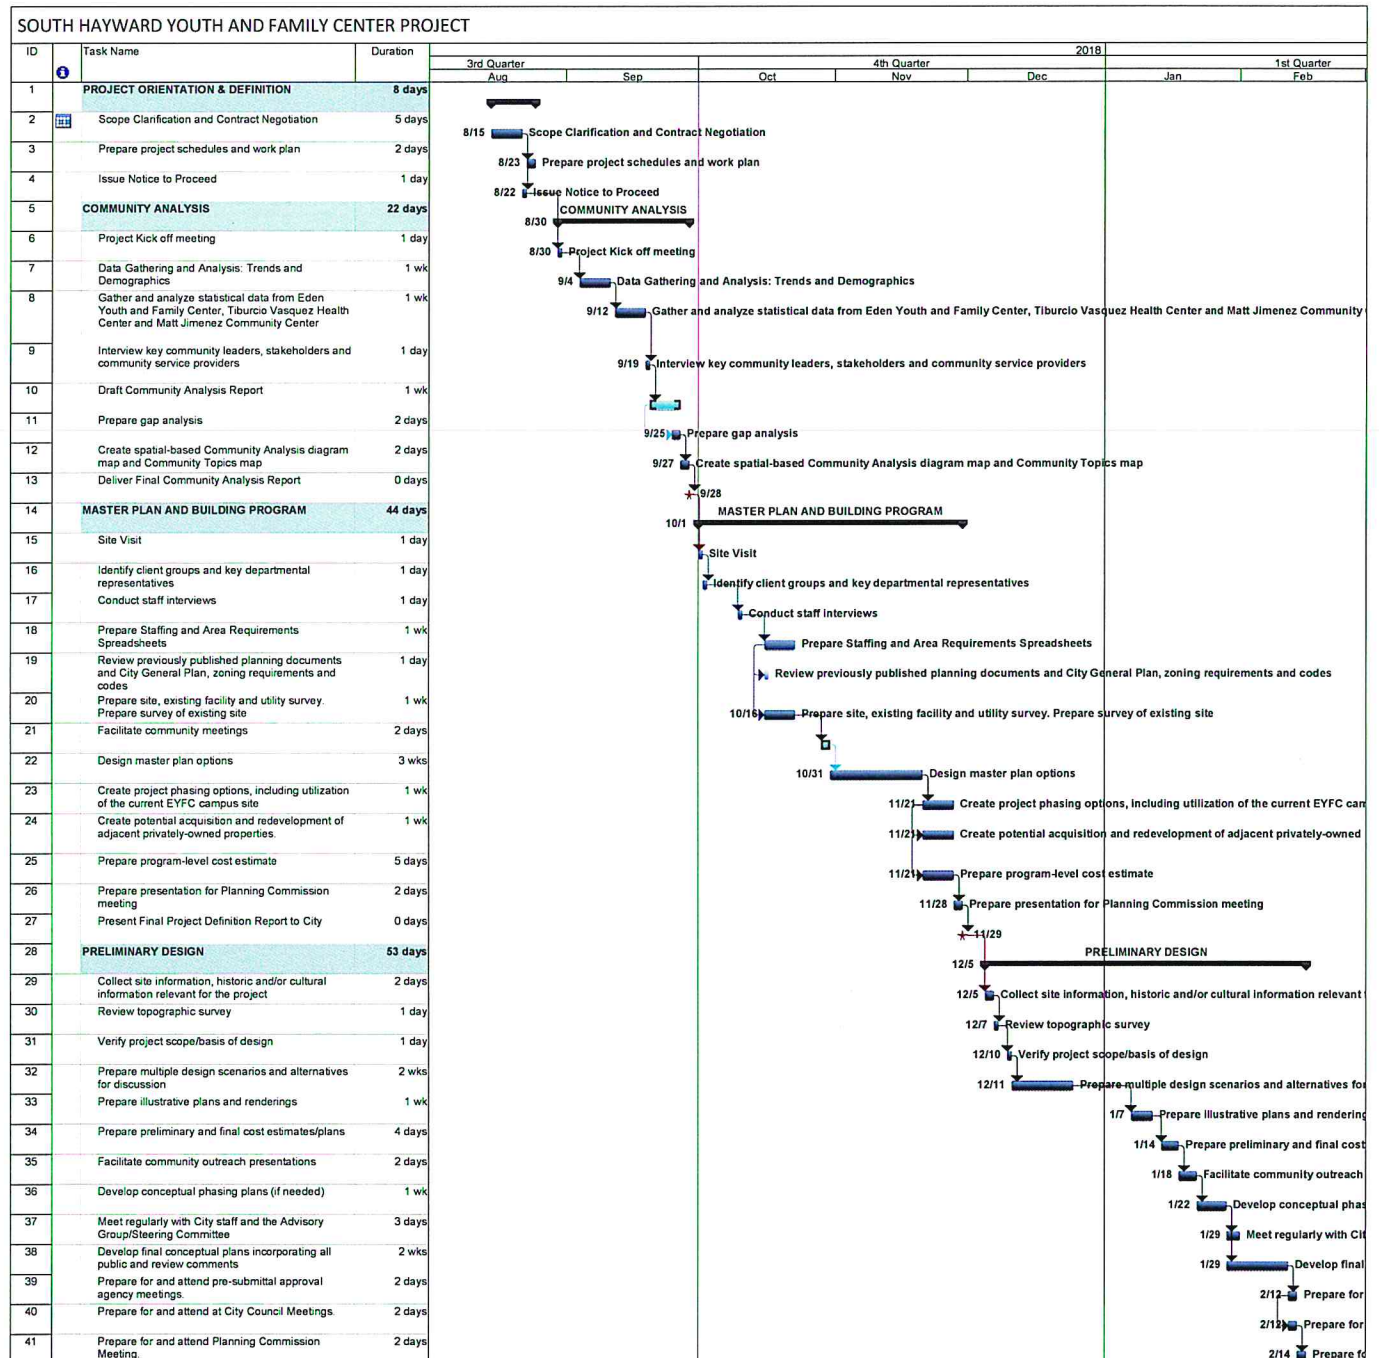 SOUTH HAYWARD YOUTH AND FAMILY CENTER PROJECT
ID Task Name Duration 2018
3rd Quarter 4th Quarter 1st Quarter
Aug Sep Oct Nov Dec Jan Feb
1 PROJECT ORIENTATION & DEFINITION 8 days
2 Scope Clarification and Contract Negotiation 5 days 8/15 Scope Clarification and Contract Negotiation
3 Prepare project schedules and work plan 2 days 8/23 Prepare project schedules and work plan
4 Issue Notice to Proceed 1 day 8/22 Issue Notice to Proceed
5 COMMUNITY ANALYSIS 22 days COMMUNITY ANALYSIS
8/30
6 Project Kick off meeting 1 day 8/30 Project Kick off meeting
7 Data Gathering and Analysis: Trends and 1 wk
Demographics 9/4 Data Gathering and Analysis: Trends and Demographics
8 Gather and analyze statistical data from Eden 1 wk
Youth and Family Center, Tiburcio Vasquez Health 9/12 Gather and analyze statistical data from Eden Youth and Family Center, Tiburcio Vasquez Health Center and Matt Jimenez Community
Center and Matt Jimenez Community Center
9 Interview key community leaders, stakeholders and 1 day
community service providers 9/19 Interview key community leaders, stakeholders and community service providers
10 Draft Community Analysis Report 1 wk
11 Prepare gap analysis 2 days 9/25 Prepare gap analysis
12 Create spatial-based Community Analysis diagram 2 days
map and Community Topics map 9/27 Create spatial-based Community Analysis diagram map and Community Topics map
13 Deliver Final Community Analysis Report 0 days 9/28
14 MASTER PLAN AND BUILDING PROGRAM 44 days MASTER PLAN AND BUILDING PROGRAM
10/1
15 Site Visit 1 day Site Visit
16 Identify client groups and key departmental 1 day
representatives Identify client groups and key departmental representatives
17 Conduct staff interviews 1 day Conduct staff interviews
18 Prepare Staffing and Area Requirements 1 wk
Spreadsheets Prepare Staffing and Area Requirements Spreadsheets
19 Review previously published planning documents 1 day
and City General Plan, zoning requirements and Review previously published planning documents and City General Plan, zoning requirements and codes
codes
20 Prepare site, existing facility and utility survey. 1 wk
Prepare survey of existing site 10/16 Prepare site, existing facility and utility survey. Prepare survey of existing site
21 Facilitate community meetings 2 days
22 Design master plan options 3 wks 10/31 Design master plan options
23 Create project phasing options, including utilization 1 wk
of the current EYFC campus site 11/21 Create project phasing options, including utilization of the current EYFC cam
24 Create potential acquisition and redevelopment of 1 wk
adjacent privately-owned properties. 11/21 Create potential acquisition and redevelopment of adjacent privately-owned
25 Prepare program-level cost estimate 5 days 11/21 Prepare program-level cost estimate
26 Prepare presentation for Planning Commission 2 days
meeting 11/28 Prepare presentation for Planning Commission meeting
27 Present Final Project Definition Report to City 0 days 11/29
28 PRELIMINARY DESIGN 53 days PRELIMINARY DESIGN
12/5
29 Collect site information, historic and/or cultural 2 days
information relevant for the project 12/5 Collect site information, historic and/or cultural information relevant
30 Review topographic survey 1 day 12/7 Review topographic survey
31 Verify project scope/basis of design 1 day 12/10 Verify project scope/basis of design
32 Prepare multiple design scenarios and alternatives 2 wks
for discussion 12/11 Prepare multiple design scenarios and alternatives for
33 Prepare illustrative plans and renderings 1 wk 1/7 Prepare illustrative plans and rendering
34 Prepare preliminary and final cost estimates/plans 4 days 1/14 Prepare preliminary and final cost
35 Facilitate community outreach presentations 2 days 1/18 Facilitate community outreach
36 Develop conceptual phasing plans (if needed) 1 wk 1/22 Develop conceptual phas
37 Meet regularly with City staff and the Advisory 3 days
Group/Steering Committee 1/29 Meet regularly with Cit
38 Develop final conceptual plans incorporating all 2 wks
public and review comments 1/29 Develop final
39 Prepare for and attend pre-submittal approval 2 days
agency meetings. 2/12 Prepare for
40 Prepare for and attend at City Council Meetings. 2 days 2/12 Prepare for
41 Prepare for and attend Planning Commission 2 days
Meeting. 2/14 Prepare fo